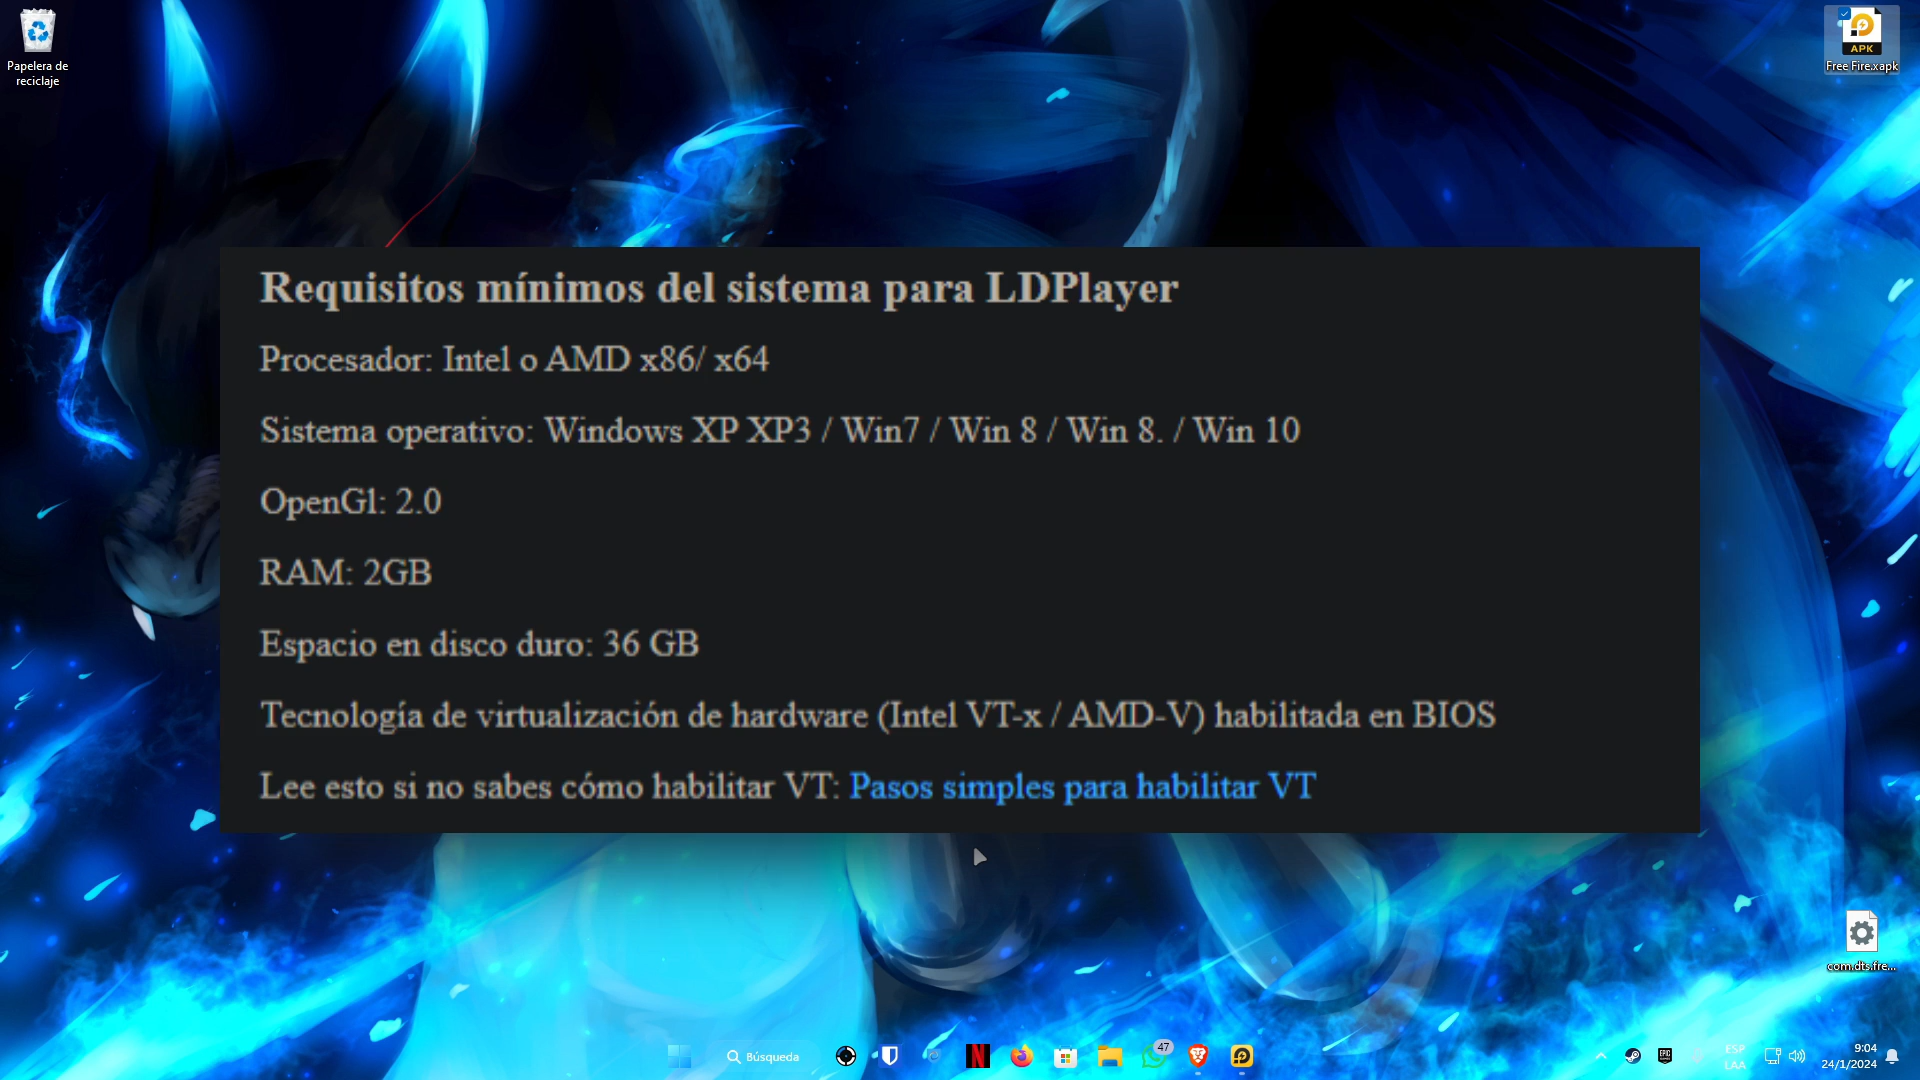 Papelera de
reciclaje
APK
Free Fire.xapk
Requisitos mínimos del sistema para LDPlayer
Procesador: Intel o AMD x86/ x64
Sistema operativo: Windows XP XP3 / Win7 / Win 8 / Win 8. / Win 10
OpenGl: 2.0
RAM: 2GB
Espacio en disco duro: 36 GB
Tecnología de virtualización de hardware (Intel VT-x / AMD-V) habilitada en BIOS
Lee esto si no sabes cómo habilitar VT: Pasos simples para habilitar VT
com.dts.fre...
Búsqueda
N
47
EPIC
ESP
LAA
9:04
24/1/2024